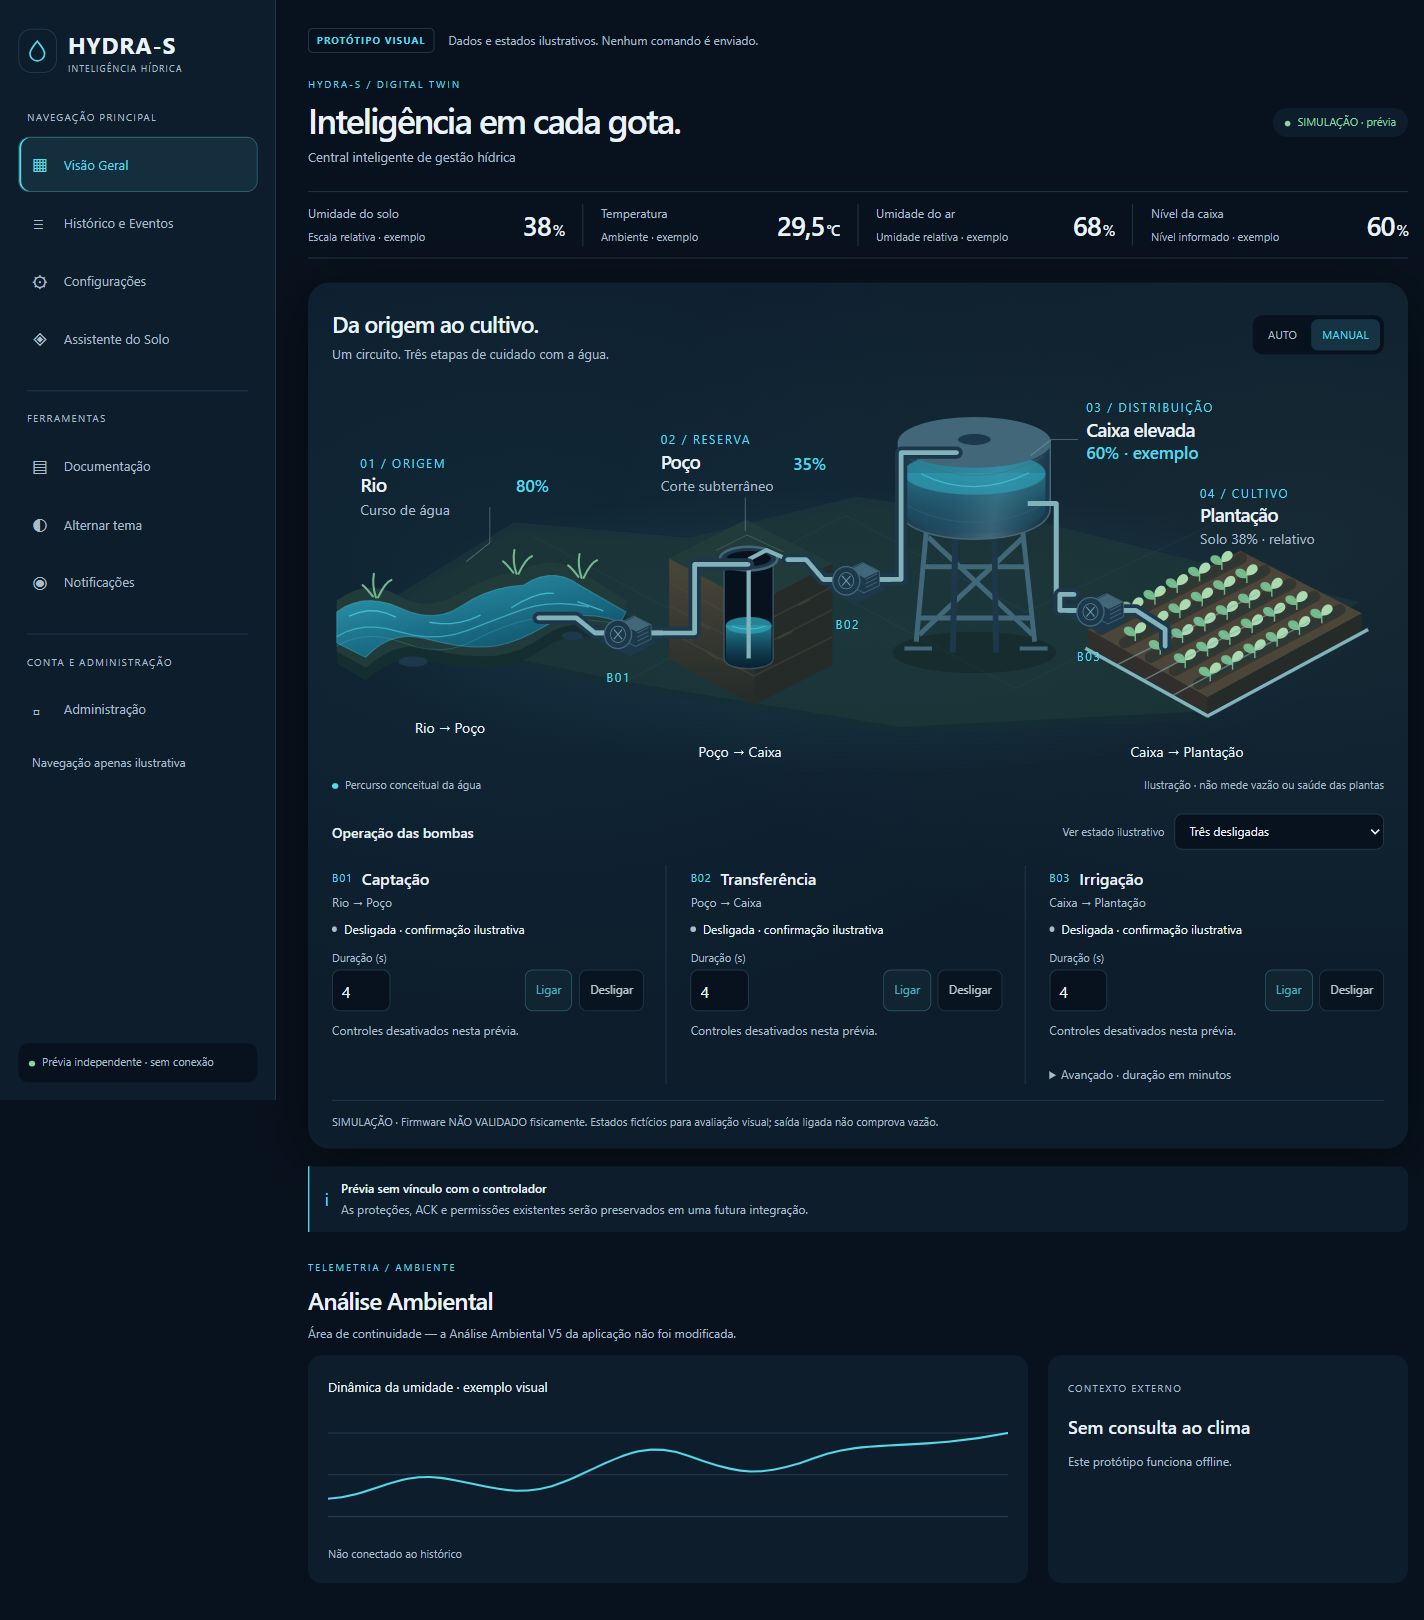 HYDRA-S
INTELIGÊNCIA HÍDRICA
NAVEGAÇÃO PRINCIPAL
Visão Geral
Histórico e Eventos
Configurações
Assistente do Solo
FERRAMENTAS
Documentação
Alternar tema
Notificações
CONTA E ADMINISTRAÇÃO
Administração
Navegação apenas ilustrativa
Prévia independente · sem conexão
PROTÓTIPO VISUAL
Dados e estados ilustrativos. Nenhum comando é enviado.
HYDRA-S / DIGITAL TWIN
Inteligência em cada gota.
Central inteligente de gestão hídrica
SIMULAÇÃO · prévia
Umidade do solo
Escala relativa · exemplo
38%
Temperatura
Ambiente · exemplo
29,5°C
Umidade do ar
Umidade relativa · exemplo
68%
Nível da caixa
Nível informado · exemplo
60%
Da origem ao cultivo.
Um circuito. Três etapas de cuidado com a água.
AUTO
MANUAL
01 / ORIGEM
Rio
80%
Curso de água
02 / RESERVA
Poço
35%
Corte subterrâneo
03 / DISTRIBUIÇÃO
Caixa elevada
60% · exemplo
04 / CULTIVO
Plantação
Solo 38% · relativo
B01
B02
B03
Rio → Poço
Poço → Caixa
Caixa → Plantação
Percurso conceitual da água
Ilustração · não mede vazão ou saúde das plantas
Operação das bombas
Ver estado ilustrativo
Três desligadas
B01 Captação
Rio → Poço
Desligada · confirmação ilustrativa
Duração (s)
4
Ligar
Desligar
Controles desativados nesta prévia.
B02 Transferência
Poço → Caixa
Desligada · confirmação ilustrativa
Duração (s)
4
Ligar
Desligar
Controles desativados nesta prévia.
B03 Irrigação
Caixa → Plantação
Desligada · confirmação ilustrativa
Duração (s)
4
Ligar
Desligar
Controles desativados nesta prévia.
▶ Avançado · duração em minutos
SIMULAÇÃO · Firmware NÃO VALIDADO fisicamente. Estados fictícios para avaliação visual; saída ligada não comprova vazão.
i
Prévia sem vínculo com o controlador
As proteções, ACK e permissões existentes serão preservados em uma futura integração.
TELEMETRIA / AMBIENTE
Análise Ambiental
Área de continuidade — a Análise Ambiental V5 da aplicação não foi modificada.
Dinâmica da umidade · exemplo visual
Não conectado ao histórico
CONTEXTO EXTERNO
Sem consulta ao clima
Este protótipo funciona offline.